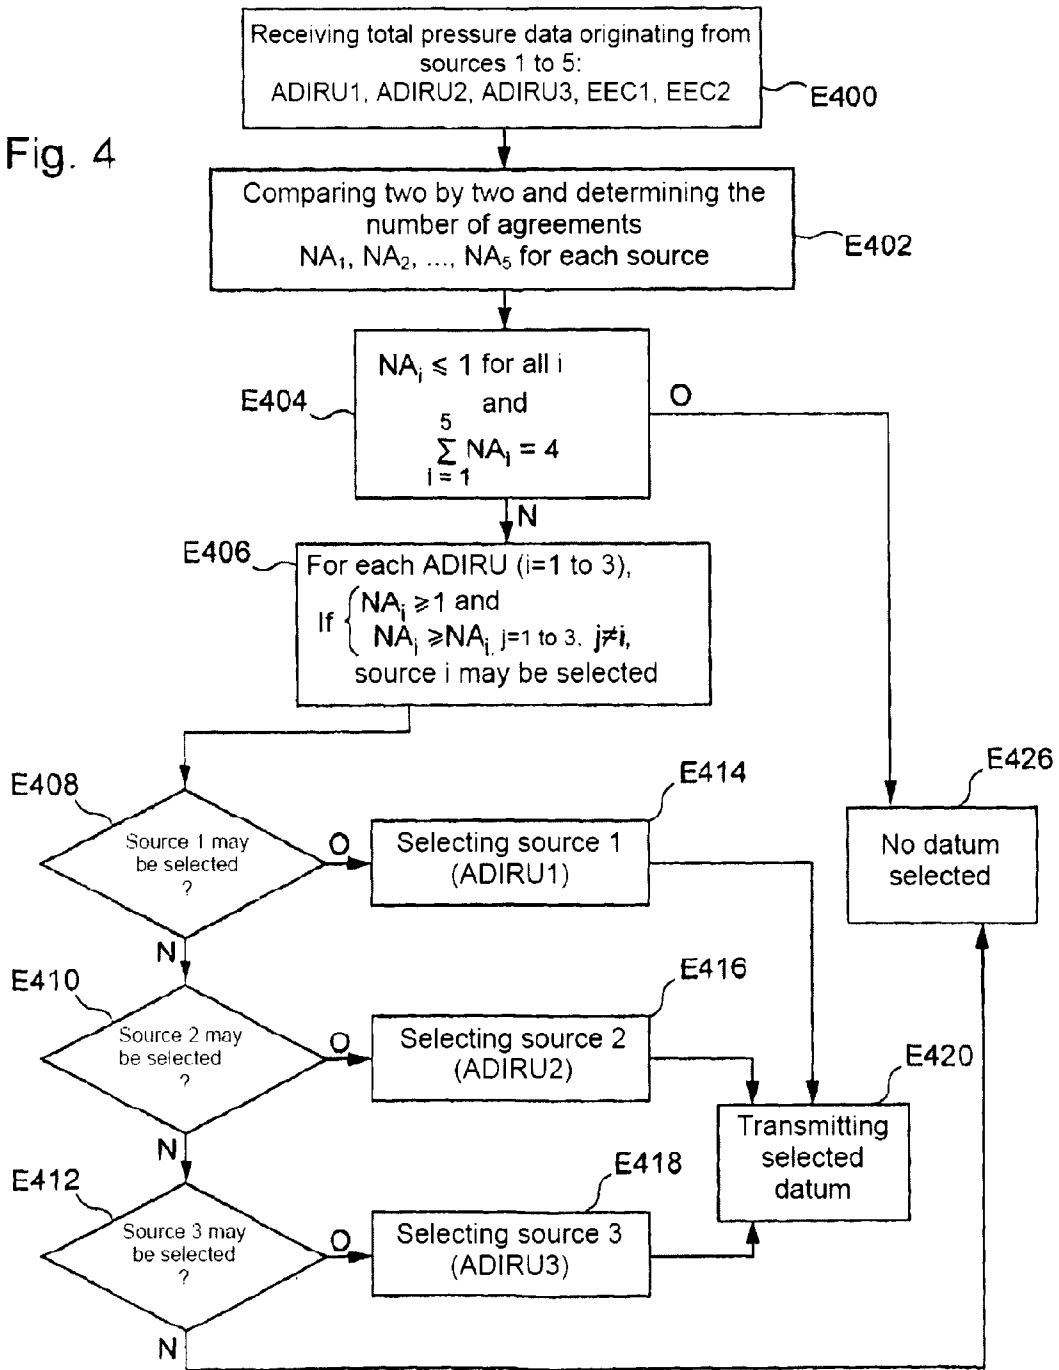 Receiving total pressure data originating from
sources 1 to 5:
ADIRU1, ADIRU2, ADIRU3, EEC1, EEC2
E400
Fig. 4
Comparing two by two and determining the
number of agreements
NA₁, NA₂, ..., NA₅ for each source
E402
NAᵢ ⩽ 1 for all i
and
5
Σ NAᵢ = 4
i = 1
E404
O
N
E406
For each ADIRU (i=1 to 3),
If { NAᵢ ⩾ 1 and
NAᵢ ⩾NAᵢ, j=1 to 3, j≠i,
source i may be selected
E408
Source 1 may
be selected
?
O
E414
Selecting source 1
(ADIRU1)
E426
No datum
selected
N
E410
Source 2 may
be selected
?
O
E416
Selecting source 2
(ADIRU2)
E420
Transmitting
selected
datum
N
E412
Source 3 may
be selected
?
O
E418
Selecting source 3
(ADIRU3)
N